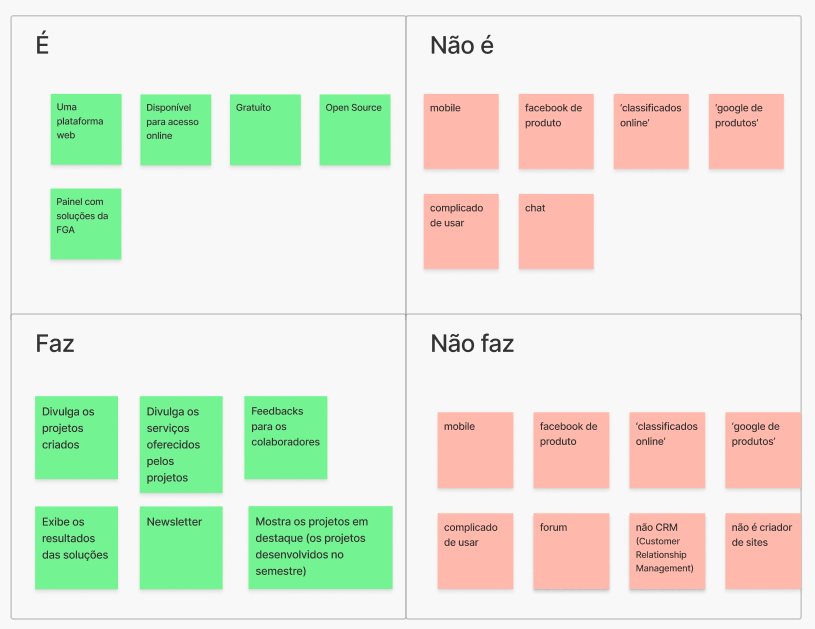 É
Uma
plataforma
web
Disponível
para acesso
online
Gratuíto
Open Source
Painel com
soluções da
FGA
Não é
mobile
facebook de
produto
‘classificados
online’
‘google de
produtos’
complicado
de usar
chat
Faz
Divulga os
projetos
criados
Divulga os
serviços
oferecidos
pelos
projetos
Feedbacks
para os
colaboradores
Exibe os
resultados
das soluções
Newsletter
Mostra os projetos em
destaque (os projetos
desenvolvidos no
semestre)
Não faz
mobile
facebook de
produto
‘classificados
online’
‘google de
produtos’
complicado
de usar
forum
não CRM
(Customer
Relationship
Management)
não é criador
de sites